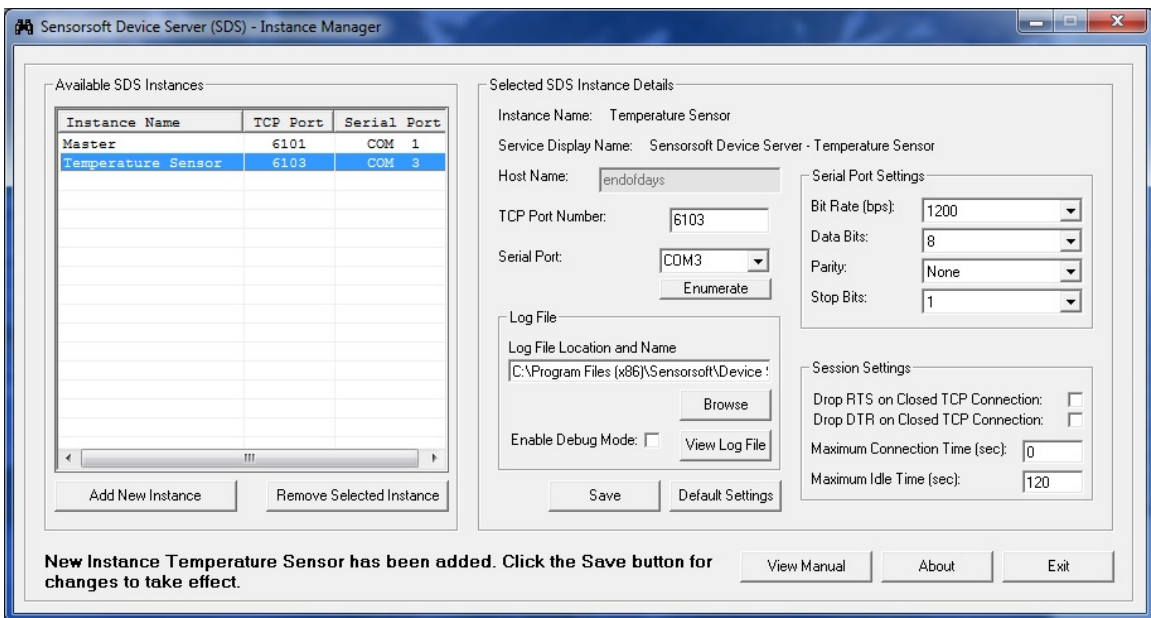 Sensorsoft Device Server (SDS) - Instance Manager
Available SDS Instances
Instance Name TCP Port Serial Port
Master 6101 COM 1
Temperature Sensor 6103 COM 3
Add New Instance Remove Selected Instance
Selected SDS Instance Details
Instance Name: Temperature Sensor
Service Display Name: Sensorsoft Device Server - Temperature Sensor
Host Name: endofdays
TCP Port Number: 6103
Serial Port: COM3
Enumerate
Log File
Log File Location and Name
C:\Program Files (x86)\Sensorsoft\Device
Browse
Enable Debug Mode: View Log File
Save Default Settings
Serial Port Settings
Bit Rate (bps): 1200
Data Bits: 8
Parity: None
Stop Bits: 1
Session Settings
Drop RTS on Closed TCP Connection:
Drop DTR on Closed TCP Connection:
Maximum Connection Time (sec): 0
Maximum Idle Time (sec): 120
New Instance Temperature Sensor has been added. Click the Save button for
changes to take effect.
View Manual About Exit